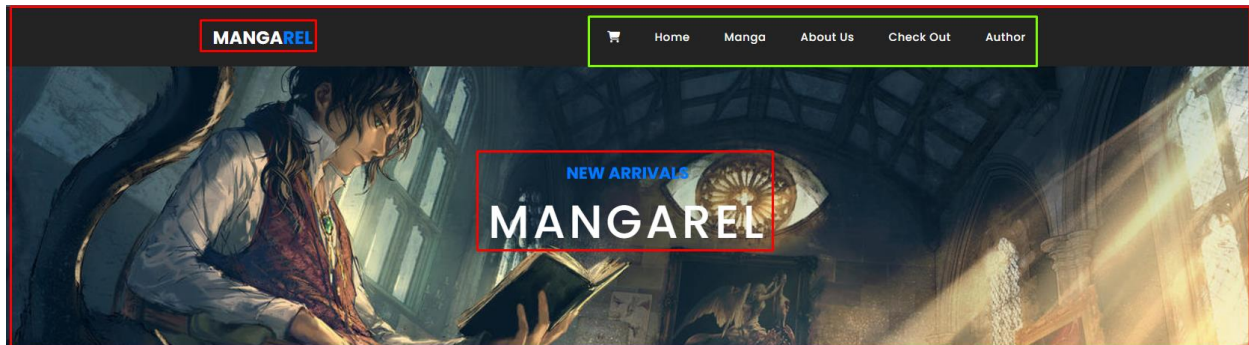 MANGAREL
Home Manga About Us Check Out Author
NEW ARRIVALS
MANGAREL